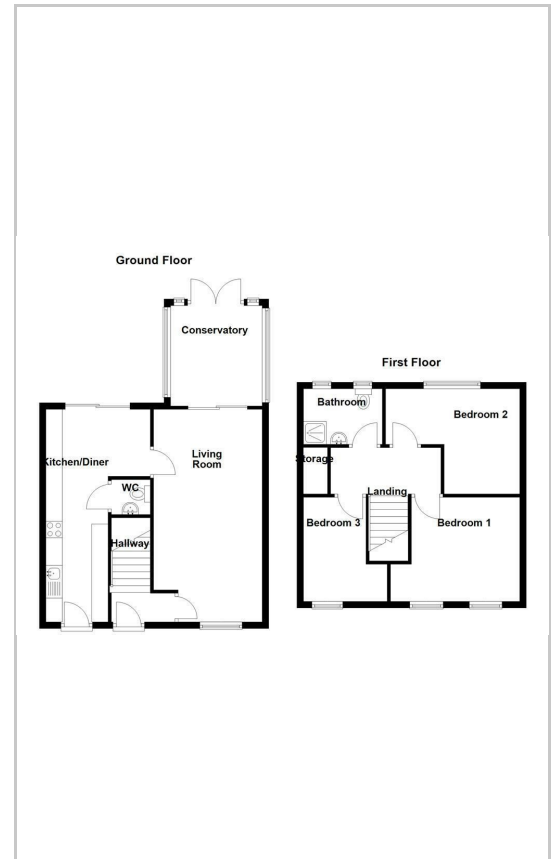 Ground Floor
Conservatory
Kitchen/Diner
Living
Room
WC
Hallway
First Floor
Bathroom
Bedroom 2
Storage
Landing
Bedroom 3
Bedroom 1